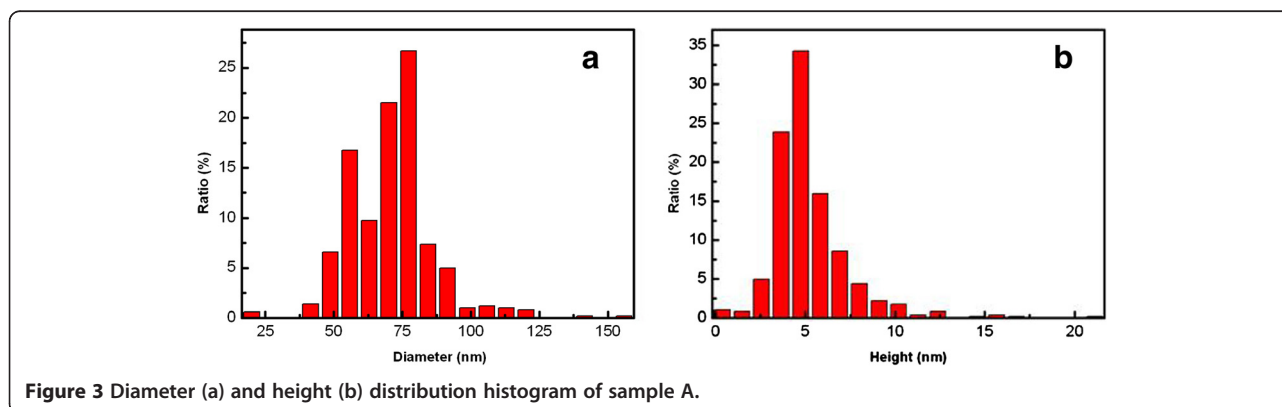 a
25
20
15
10
5
0
Ratio (%)
25 50 75 100 125 150
Diameter (nm)
b
35
30
25
20
15
10
5
0
Ratio (%)
0 5 10 15 20
Height (nm)
Figure 3 Diameter (a) and height (b) distribution histogram of sample A.